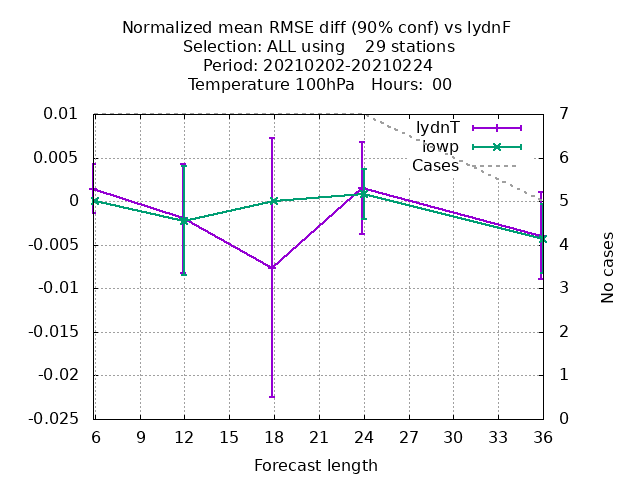 Normalized mean RMSE diff (90% conf) vs IydnF
Selection: ALL using    29 stations
Period: 20210202-20210224
Temperature 100hPa   Hours:  00
0.01
0.005
0
-0.005
-0.01
-0.015
-0.02
-0.025
7
6
5
4
3
2
1
0
IydnT
iowp
Cases
No cases
6 9 12 15 18 21 24 27 30 33 36
Forecast length